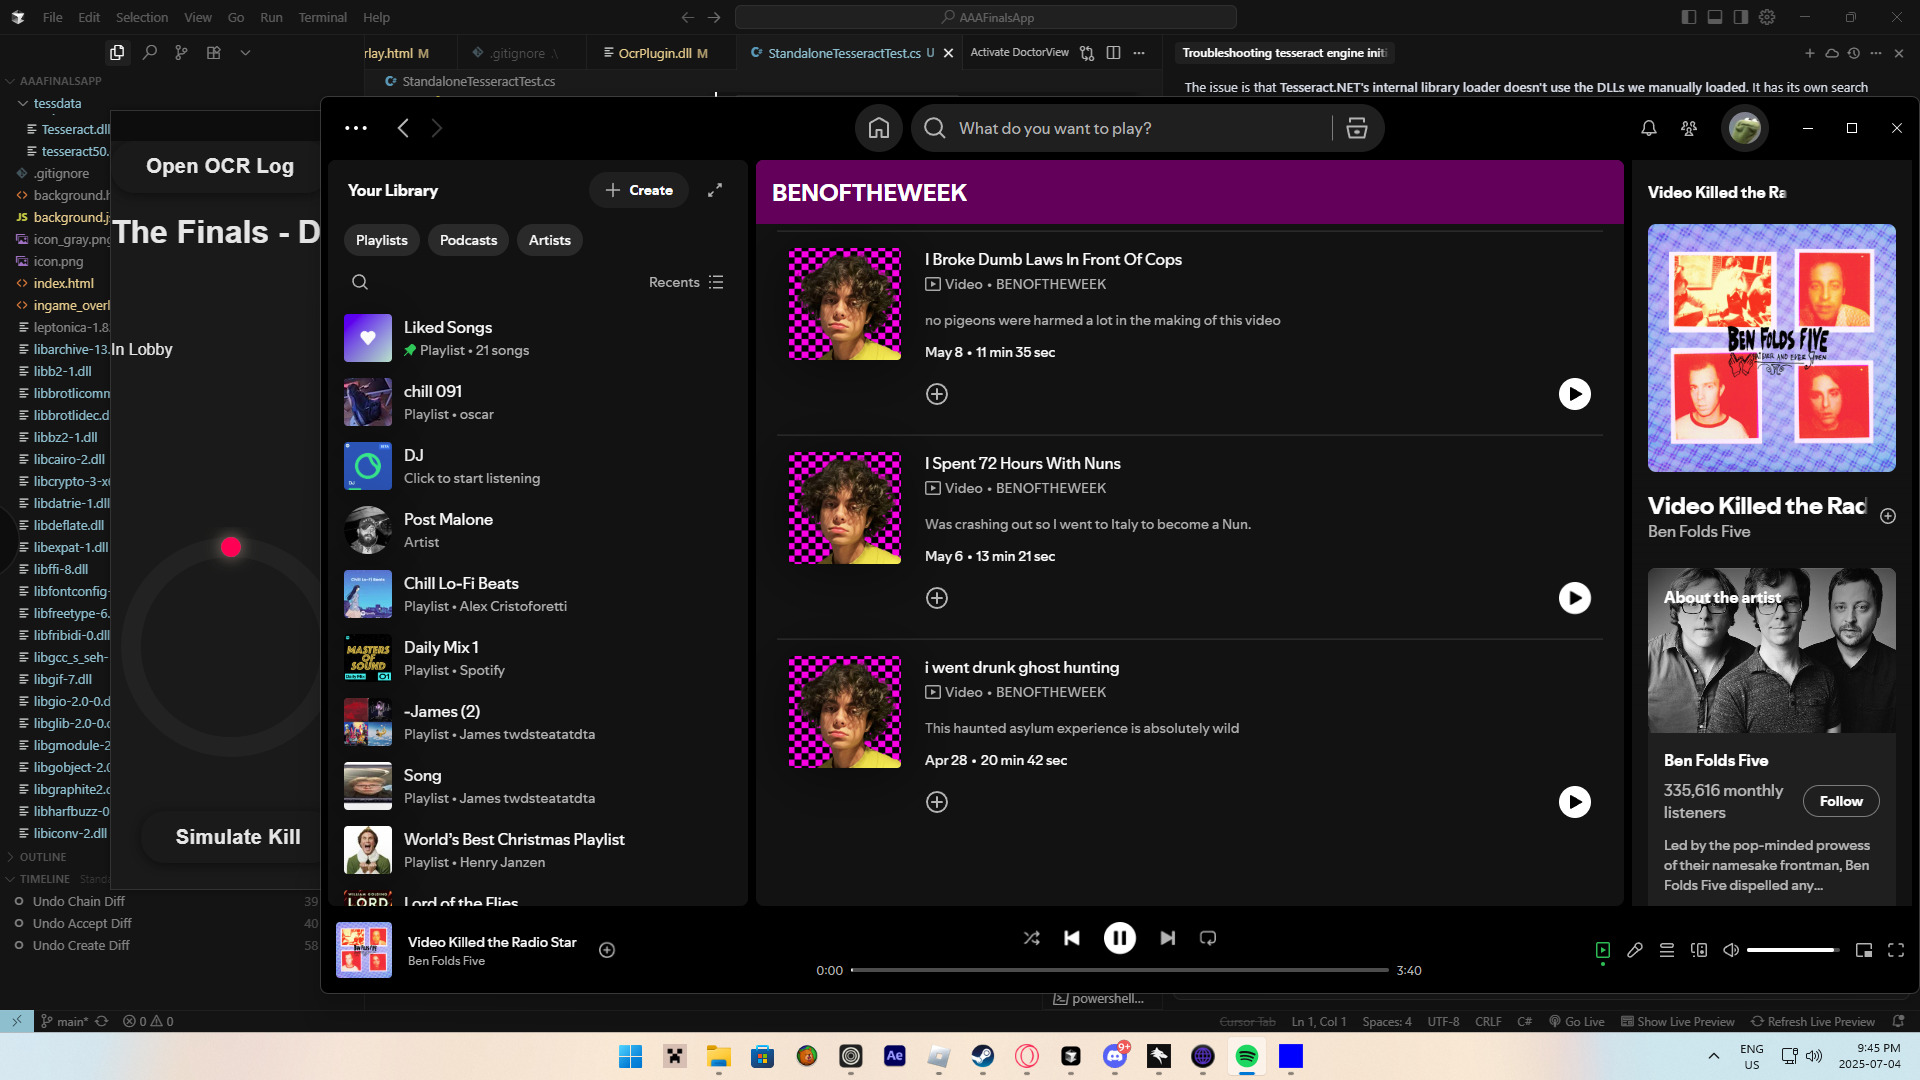 File Edit Selection View Go Run Terminal Help
AAAFinalsApp
rlay.html M
.gitignore
OcrPlugin.dll M
StandaloneTesseractTest.cs U
Activate DoctorView
Troubleshooting tesseract engine initi
StandaloneTesseractTest.cs
The issue is that Tesseract.NET's internal library loader doesn't use the DLLs we manually loaded. It has its own search
AAAFINALSAPP
tessdata
Tesseract.dll
tesseract50.
.gitignore
background.h
background.js
icon_gray.png
icon.png
index.html
ingame_overl
leptonica-1.8
libarchive-13.
libb2-1.dll
libbrotlicomm
libbrotlidec.d
libbz2-1.dll
libcairo-2.dll
libcrypto-3-x6
libdatrie-1.dll
libdeflate.dll
libexpat-1.dll
libffi-8.dll
libfontconfig-
libfreetype-6.
libfribidi-0.dll
libgcc_s_seh-
libgif-7.dll
libgio-2.0-0.d
libglib-2.0-0.d
libgmodule-2
libgobject-2.0
libgraphite2.d
libharfbuzz-0
libiconv-2.dll
OUTLINE
TIMELINE Standa
Undo Chain Diff 39
Undo Accept Diff 40
Undo Create Diff 58
Open OCR Log
The Finals - D
In Lobby
Simulate Kill
What do you want to play?
Your Library
Create
Playlists
Podcasts
Artists
Recents
Liked Songs
Playlist • 21 songs
chill 091
Playlist • oscar
DJ
Click to start listening
Post Malone
Artist
Chill Lo-Fi Beats
Playlist • Alex Cristoforetti
Daily Mix 1
Playlist • Spotify
-James (2)
Playlist • James twdsteatatdta
Song
Playlist • James twdsteatatdta
World's Best Christmas Playlist
Playlist • Henry Janzen
Lord of the Flies
MASTERS OF SOUND
Daily Mix 01
LORD
BENOFTHEWEEK
I Broke Dumb Laws In Front Of Cops
Video • BENOFTHEWEEK
no pigeons were harmed a lot in the making of this video
May 8 • 11 min 35 sec
I Spent 72 Hours With Nuns
Video • BENOFTHEWEEK
Was crashing out so I went to Italy to become a Nun.
May 6 • 13 min 21 sec
i went drunk ghost hunting
Video • BENOFTHEWEEK
This haunted asylum experience is absolutely wild
Apr 28 • 20 min 42 sec
Video Killed the Ra
BEN FOLDS FIVE
WHATEVER AND EVER AMEN
Video Killed the Rad
Ben Folds Five
About the artist
Ben Folds Five
335,616 monthly
listeners
Follow
Led by the pop-minded prowess
of their namesake frontman, Ben
Folds Five dispelled any...
Video Killed the Radio Star
Ben Folds Five
0:00
3:40
powershell...
main*
0 0
Cursor Tab
Ln 1, Col 1
Spaces: 4
UTF-8
CRLF
C#
Go Live
Show Live Preview
Refresh Live Preview
Ae
9+
ENG
US
9:45 PM
2025-07-04